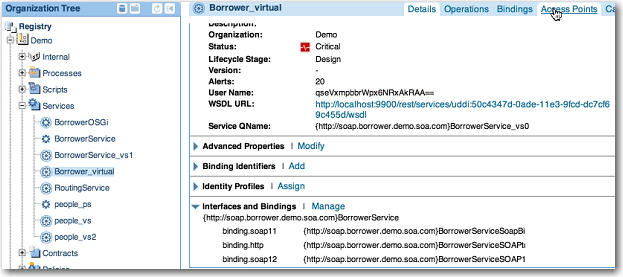 Organization Tree
Registry
Demo
Internal
Processes
Scripts
Services
BorrowerOSGi
BorrowerService
BorrowerService_vs1
Borrower_virtual
RoutingService
people_ps
people_vs
people_vs2
Contracts
Policies
Borrower_virtual
Details Operations Bindings Access Points Ca
Description:
Organization: Demo
Status: Critical
Lifecycle Stage: Design
Version: -
Alerts: 20
User Name: qseVxmpbbrWpx6NRxAkRAA==
WSDL URL: http://localhost:9900/rest/services/uddi:50c4347d-0ade-11e3-9fcd-dc7cf6
9c455d/wsdl
Service QName: {http://soap.borrower.demo.soa.com}BorrowerService_vs0
Advanced Properties | Modify
Binding Identifiers | Add
Identity Profiles | Assign
Interfaces and Bindings | Manage
{http://soap.borrower.demo.soa.com}BorrowerService
binding.soap11 {http://soap.borrower.demo.soa.com}BorrowerServiceSoapBi
binding.http {http://soap.borrower.demo.soa.com}BorrowerServiceSOAPb
binding.soap12 {http://soap.borrower.demo.soa.com}BorrowerServiceSOAP1